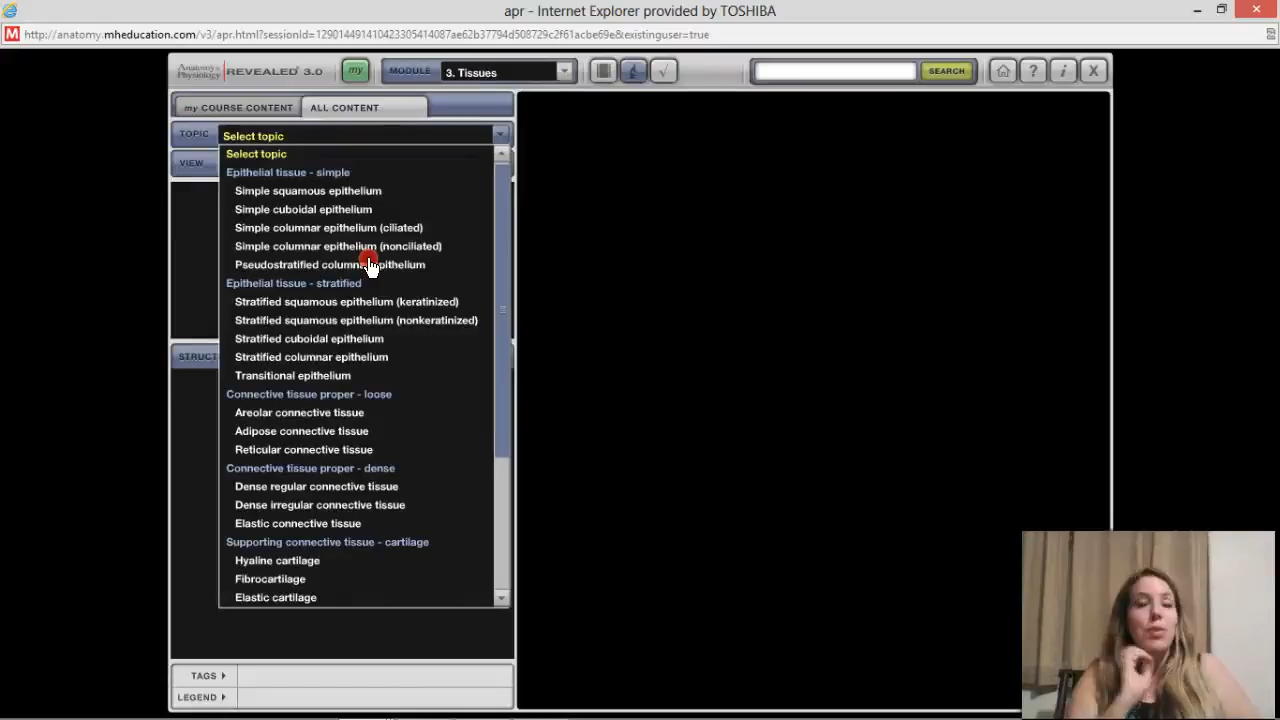 apr - Internet Explorer provided by TOSHIBA
http://anatomy.mheducation.com/v3/apr.html?sessionId=129014491410423305414087ae62b37794d508729c2f61acbe69e&existinguser=true
Anatomy & Physiology REVEALED 3.0 my MODULE 3. Tissues SEARCH ? i X
my COURSE CONTENT ALL CONTENT
TOPIC Select topic
VIEW
Select topic
Epithelial tissue - simple
Simple squamous epithelium
Simple cuboidal epithelium
Simple columnar epithelium (ciliated)
Simple columnar epithelium (nonciliated)
Pseudostratified columnar epithelium
Epithelial tissue - stratified
Stratified squamous epithelium (keratinized)
Stratified squamous epithelium (nonkeratinized)
Stratified cuboidal epithelium
Stratified columnar epithelium
STRUCT
Transitional epithelium
Connective tissue proper - loose
Areolar connective tissue
Adipose connective tissue
Reticular connective tissue
Connective tissue proper - dense
Dense regular connective tissue
Dense irregular connective tissue
Elastic connective tissue
Supporting connective tissue - cartilage
Hyaline cartilage
Fibrocartilage
Elastic cartilage
TAGS
LEGEND